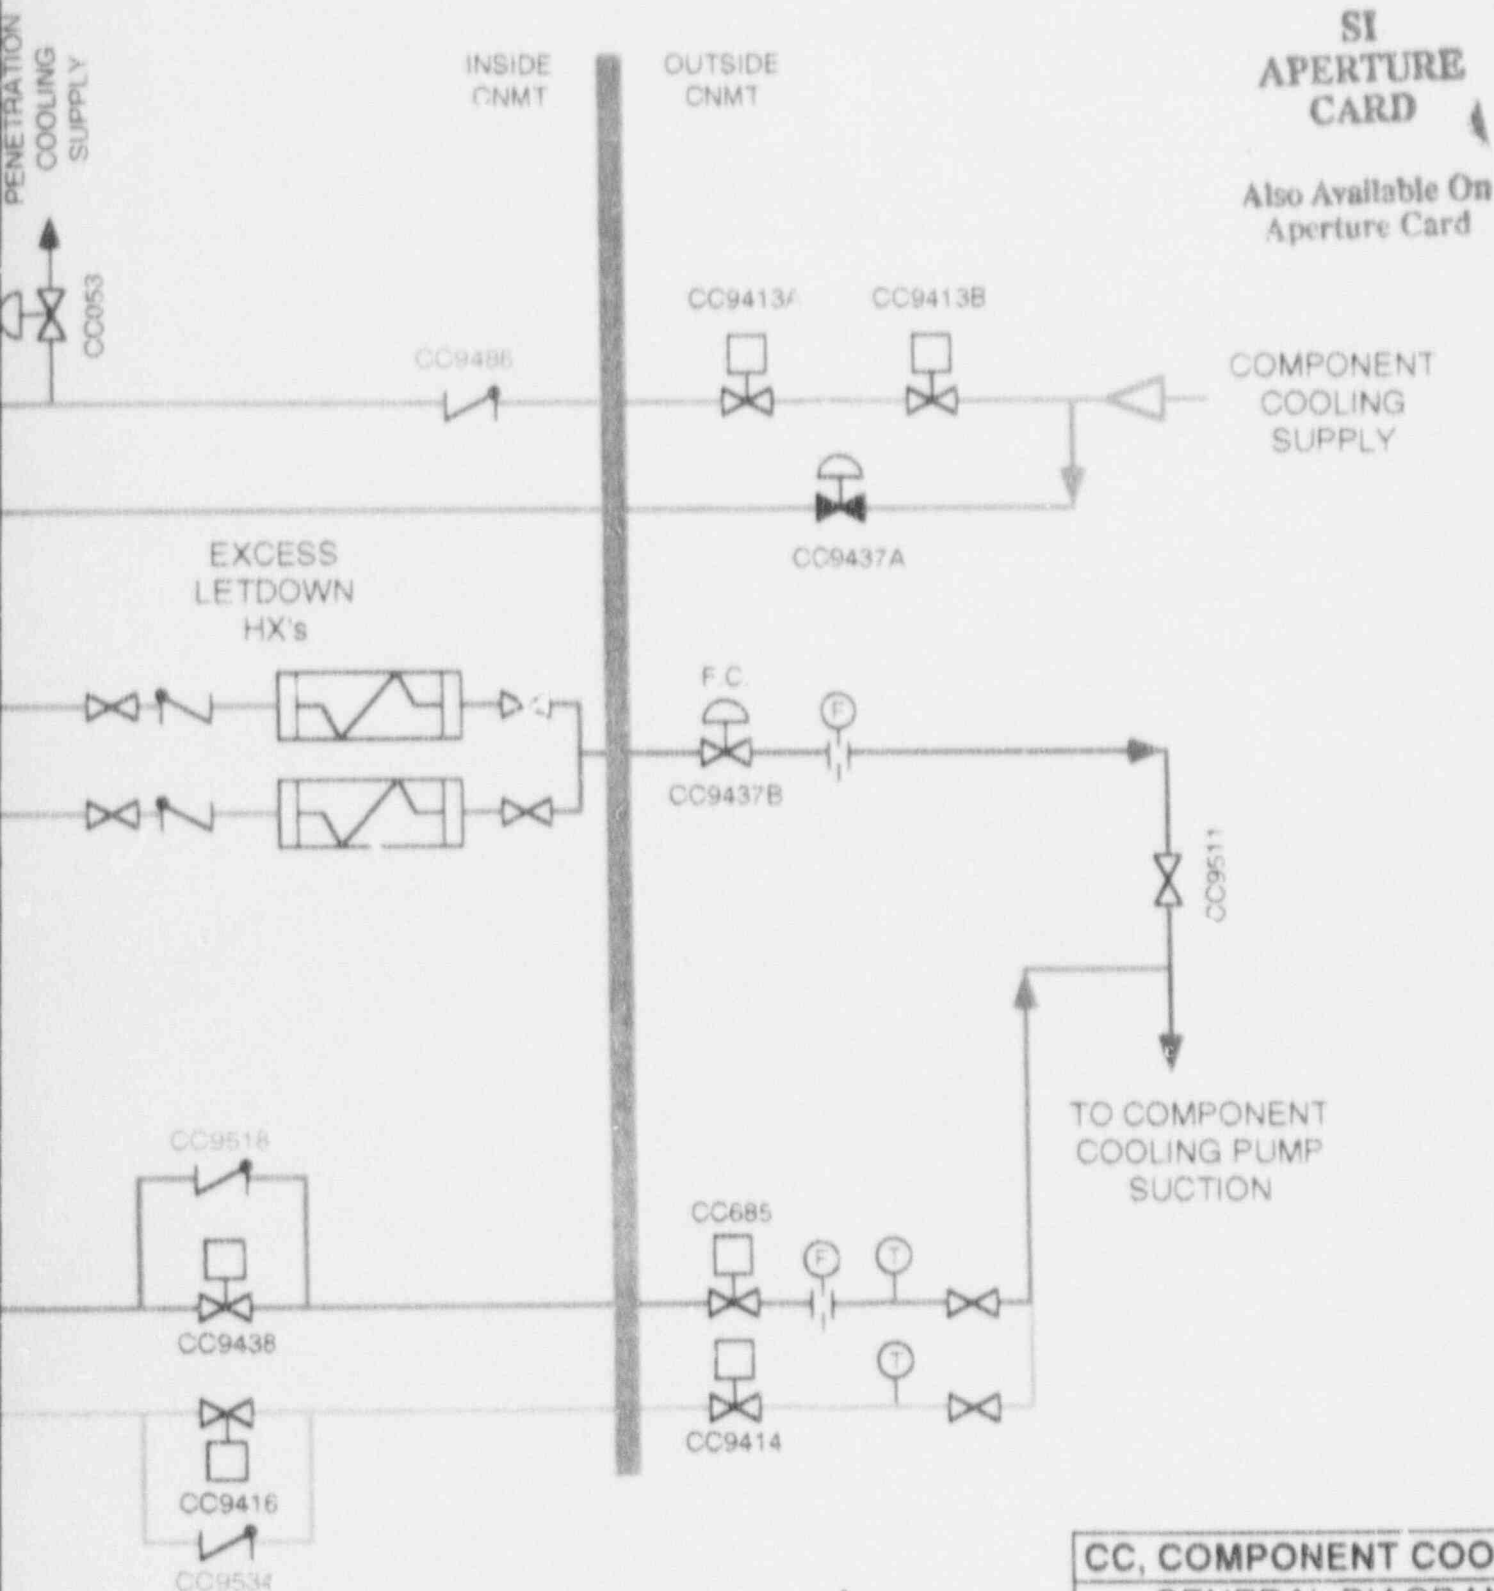 PENETRATION
COOLING
SUPPLY
INSIDE
CNMT
OUTSIDE
CNMT
SI
APERTURE
CARD
Also Available On
Aperture Card
CC053
CC9486
CC9413A
CC9413B
COMPONENT
COOLING
SUPPLY
CC9437A
EXCESS
LETDOWN
HX's
F.C.
F
CC9437B
CC9511
TO COMPONENT
COOLING PUMP
SUCTION
CC9518
CC685
F
T
CC9438
T
CC9414
CC9416
CC9534
CC, COMPONENT COO